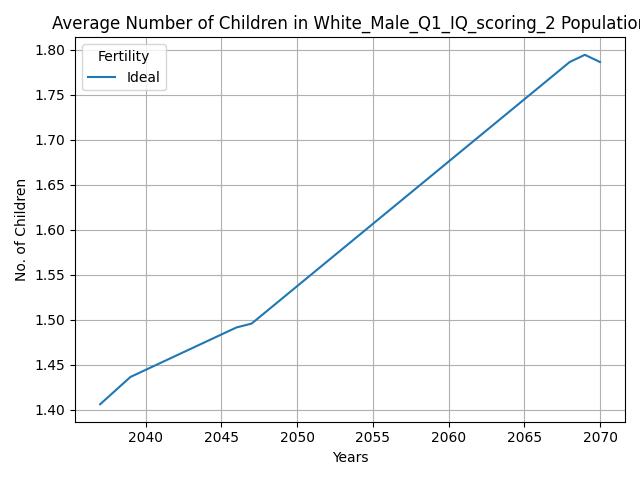 Average Number of Children in White_Male_Q1_IQ_scoring_2 Population
Fertility
Ideal
1.80
1.75
1.70
1.65
1.60
1.55
1.50
1.45
1.40
No. of Children
2040 2045 2050 2055 2060 2065 2070
Years